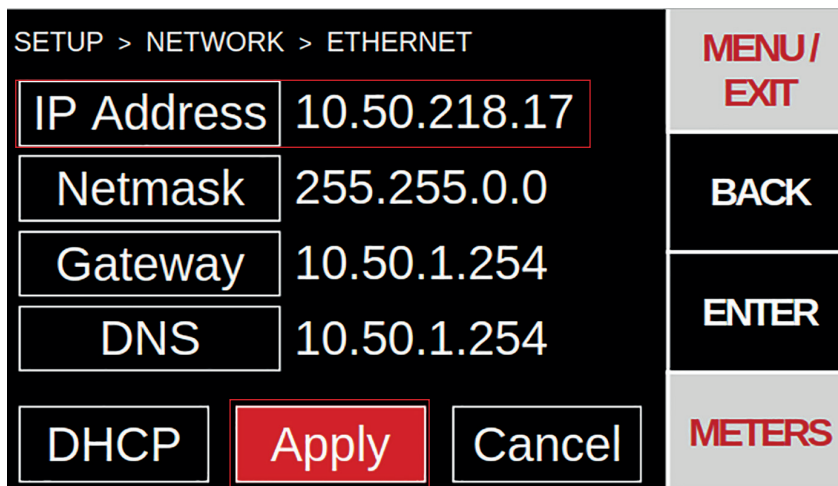 SETUP > NETWORK > ETHERNET
IP Address 10.50.218.17
Netmask 255.255.0.0
Gateway 10.50.1.254
DNS 10.50.1.254
DHCP Apply Cancel
MENU /
EXIT
BACK
ENTER
METERS